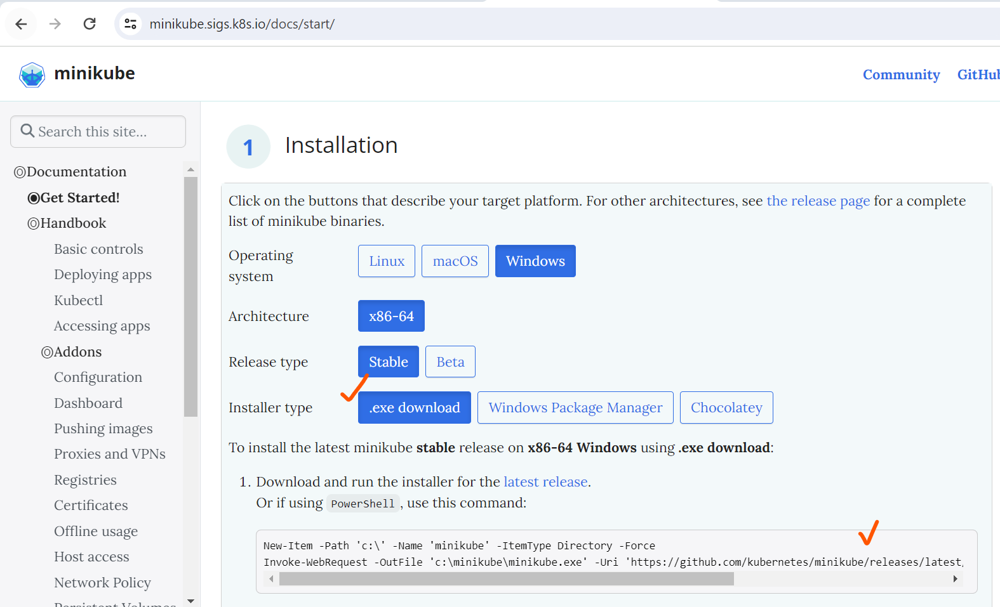 minikube.sigs.k8s.io/docs/start/
minikube
Community GitHub
Search this site...
Documentation
Get Started!
Handbook
Basic controls
Deploying apps
Kubectl
Accessing apps
Addons
Configuration
Dashboard
Pushing images
Proxies and VPNs
Registries
Certificates
Offline usage
Host access
Network Policy
Persistent Volumes
1 Installation
Click on the buttons that describe your target platform. For other architectures, see the release page for a complete
list of minikube binaries.
Operating
system
Linux macOS Windows
Architecture x86-64
Release type Stable Beta
Installer type .exe download Windows Package Manager Chocolatey
To install the latest minikube stable release on x86-64 Windows using .exe download:
1. Download and run the installer for the latest release.
Or if using PowerShell, use this command:
New-Item -Path 'c:\' -Name 'minikube' -ItemType Directory -Force
Invoke-WebRequest -OutFile 'c:\minikube\minikube.exe' -Uri 'https://github.com/kubernetes/minikube/releases/latest/